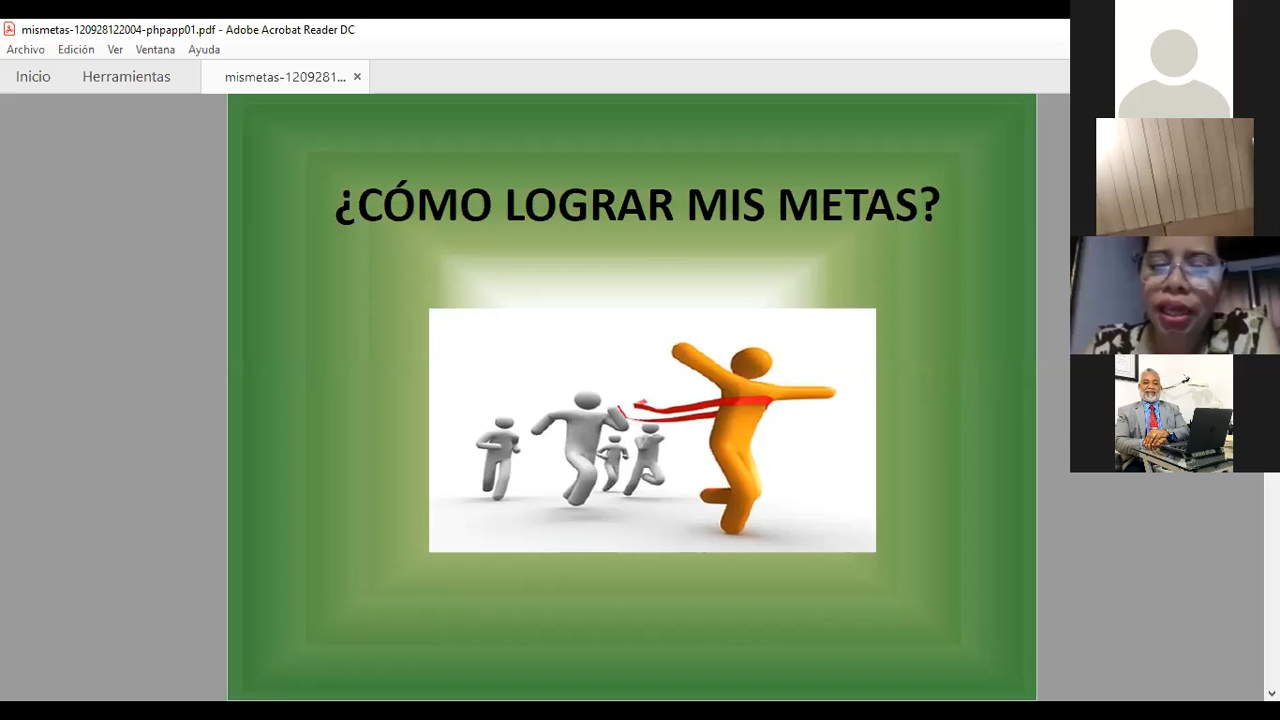 mismetas-120928122004-phpapp01.pdf - Adobe Acrobat Reader DC
Archivo Edición Ver Ventana Ayuda
Inicio Herramientas mismetas-1209281... ×
¿CÓMO LOGRAR MIS METAS?